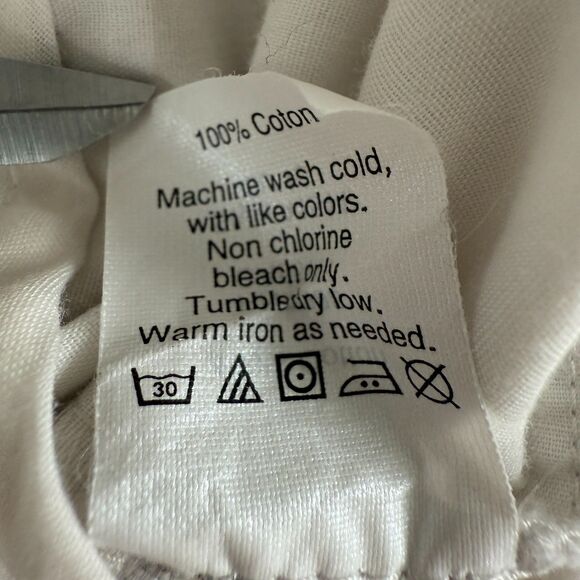 100% Coton
Machine wash cold,
with like colors.
Non chlorine
bleach only.
Tumbledry low.
Warm iron as needed.
30